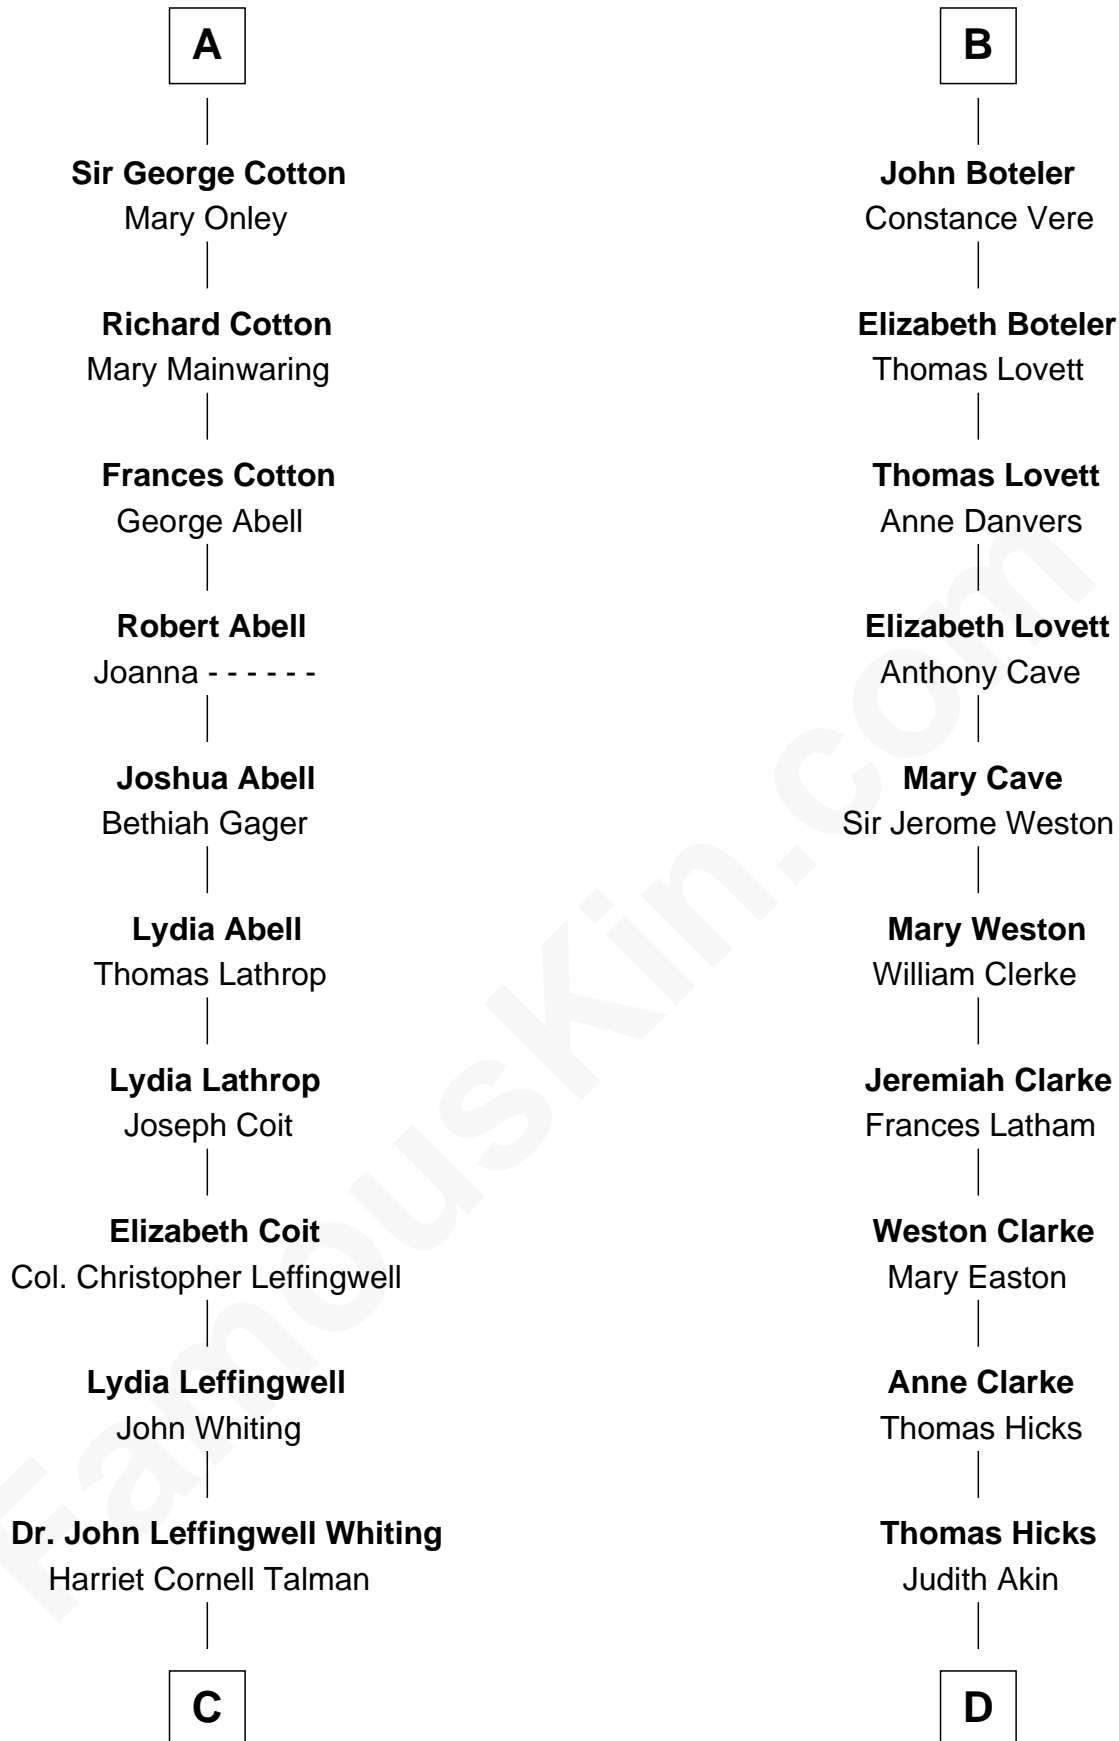 A
Sir George Cotton
Mary Onley
Richard Cotton
Mary Mainwaring
Frances Cotton
George Abell
Robert Abell
Joanna - - - - - -
Joshua Abell
Bethiah Gager
Lydia Abell
Thomas Lathrop
Lydia Lathrop
Joseph Coit
Elizabeth Coit
Col. Christopher Leffingwell
Lydia Leffingwell
John Whiting
Dr. John Leffingwell Whiting
Harriet Cornell Talman
C
B
John Boteler
Constance Vere
Elizabeth Boteler
Thomas Lovett
Thomas Lovett
Anne Danvers
Elizabeth Lovett
Anthony Cave
Mary Cave
Sir Jerome Weston
Mary Weston
William Clerke
Jeremiah Clarke
Frances Latham
Weston Clarke
Mary Easton
Anne Clarke
Thomas Hicks
Thomas Hicks
Judith Akin
D
FamousKin.com